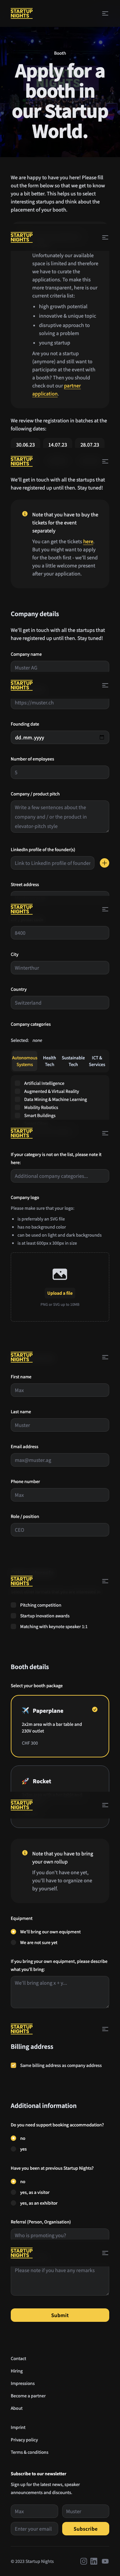 STARTUP
NIGHTS
Booth
Apply for a
booth in
our Startup
World.
We are happy to have you here! Please fill
out the form below so that we get to know
you a bit better. This helps us to select
interesting startups and think about the
placement of your booth.
STARTUP
NIGHTS
Unfortunately our available
space is limited and therefore
we have to curate the
applications. To make this
more transparent, here is our
current criteria list:
• high growth potential
• innovative & unique topic
• disruptive approach to
solving a problem
• young startup
Are you not a startup
(anymore) and still want to
participate at the event with
a booth? Then you should
check out our partner
application.
We review the registration in batches at the
following dates:
30.06.23
14.07.23
28.07.23
STARTUP
NIGHTS
We'll get in touch with all the startups that
have registered up until then. Stay tuned!
Note that you have to buy the
tickets for the event
separately
You can get the tickets here.
But you might want to apply
for the booth first - we'll send
you a little welcome present
after your application.
Company details
We'll get in touch with all the startups that
have registered up until then. Stay tuned!
Company name
Muster AG
STARTUP
NIGHTS
https://muster.ch
Founding date
dd.mm.yyyy
Number of employees
5
Company / product pitch
Write a few sentences about the
company and / or the product in
elevator-pitch style
LinkedIn profile of the founder(s)
Link to LinkedIn profile of founder
Street address
STARTUP
NIGHTS
8400
City
Winterthur
Country
Switzerland
Company categories
Selected: none
Autonomous
Systems
Health
Tech
Sustainable
Tech
ICT &
Services
Artificial Intelligence
Augmented & Virtual Reality
Data Mining & Machine Learning
Mobility Robotics
Smart Buildings
STARTUP
NIGHTS
If your category is not on the list, please note it
here:
Additional company categories...
Company logo
Please make sure that your logo:
• is preferably an SVG file
• has no background color
• can be used on light and dark backgrounds
• is at least 600px x 300px in size
Upload a file
PNG or SVG up to 10MB
STARTUP
NIGHTS
First name
Max
Last name
Muster
Email address
max@muster.ag
Phone number
Max
Role / position
CEO
STARTUP
NIGHTS
Pitching competition
Startup inovation awards
Matching with keynote speaker 1:1
Booth details
Select your booth package
Paperplane
2x2m area with a bar table and
230V outlet
CHF 300
Rocket
STARTUP
NIGHTS
Note that you have to bring
your own rollup
If you don't have one yet,
you'll have to organize one
by yourself.
Equipment
We'll bring our own equipment
We are not sure yet
If you bring your own equipment, please describe
what you'll bring:
We'll bring along x + y...
STARTUP
NIGHTS
Billing address
Same billing address as company address
Additional information
Do you need support booking accommodation?
no
yes
Have you been at previous Startup Nights?
no
yes, as a visitor
yes, as an exhibitor
Referral (Person, Organisation)
Who is promoting you?
STARTUP
NIGHTS
Please note if you have any remarks
Submit
Contact
Hiring
Impressions
Become a partner
About
Imprint
Privacy policy
Terms & conditions
Subscribe to our newsletter
Sign up for the latest news, speaker
announcements and discounts.
Max
Muster
Enter your email
Subscribe
© 2023 Startup Nights